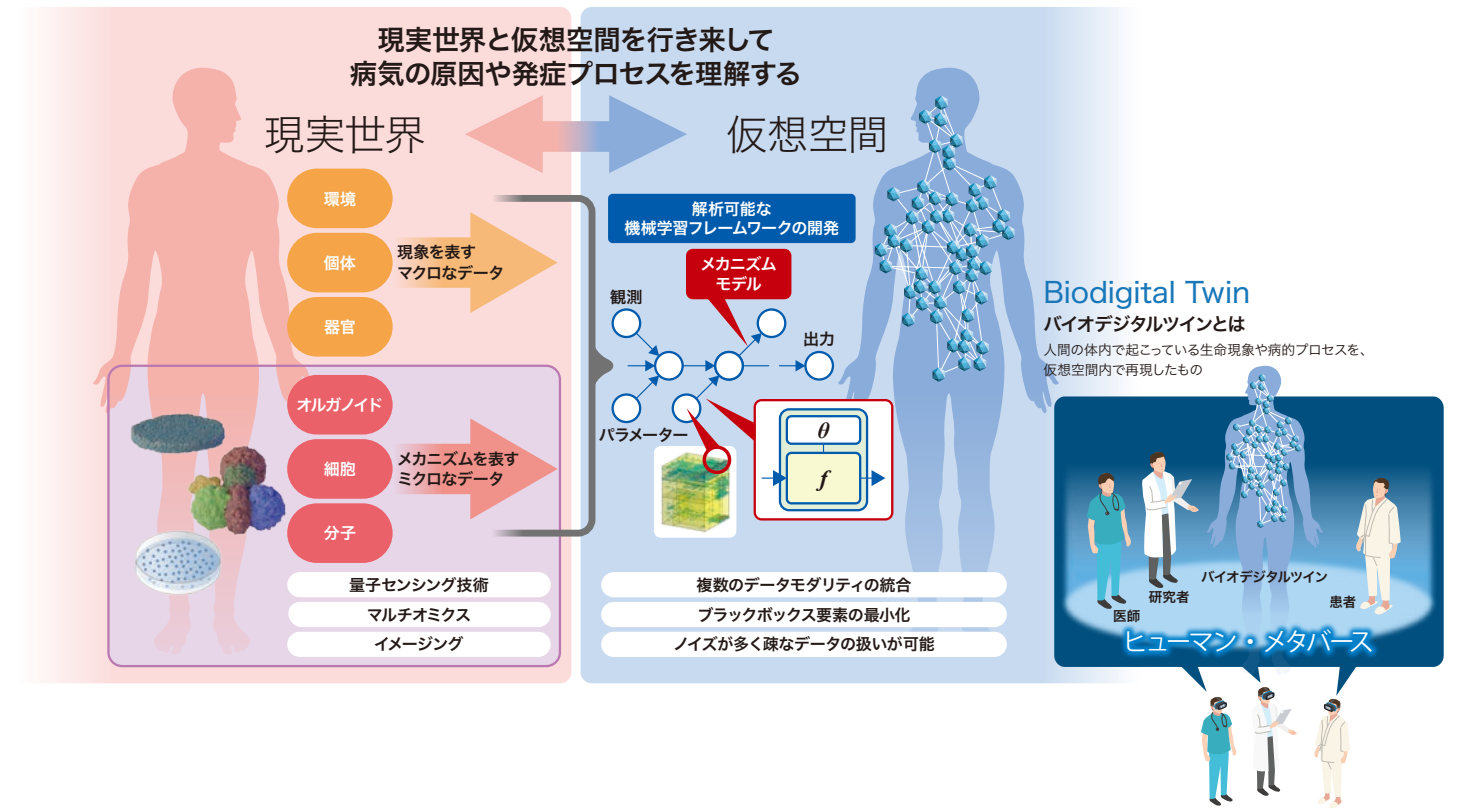 現実世界と仮想空間を行き来して
病気の原因や発症プロセスを理解する
現実世界
仮想空間
環境
個体
器官
現象を表す
マクロなデータ
オルガノイド
細胞
分子
メカニズムを表す
ミクロなデータ
量子センシング技術
マルチオミクス
イメージング
解析可能な
機械学習フレームワークの開発
メカニズム
モデル
観測
出力
パラメーター
θ
f
複数のデータモダリティの統合
ブラックボックス要素の最小化
ノイズが多く疎なデータの扱いが可能
Biodigital Twin
バイオデジタルツインとは
人間の体内で起こっている生命現象や病的プロセスを、
仮想空間内で再現したもの
バイオデジタルツイン
研究者
患者
医師
ヒューマン・メタバース